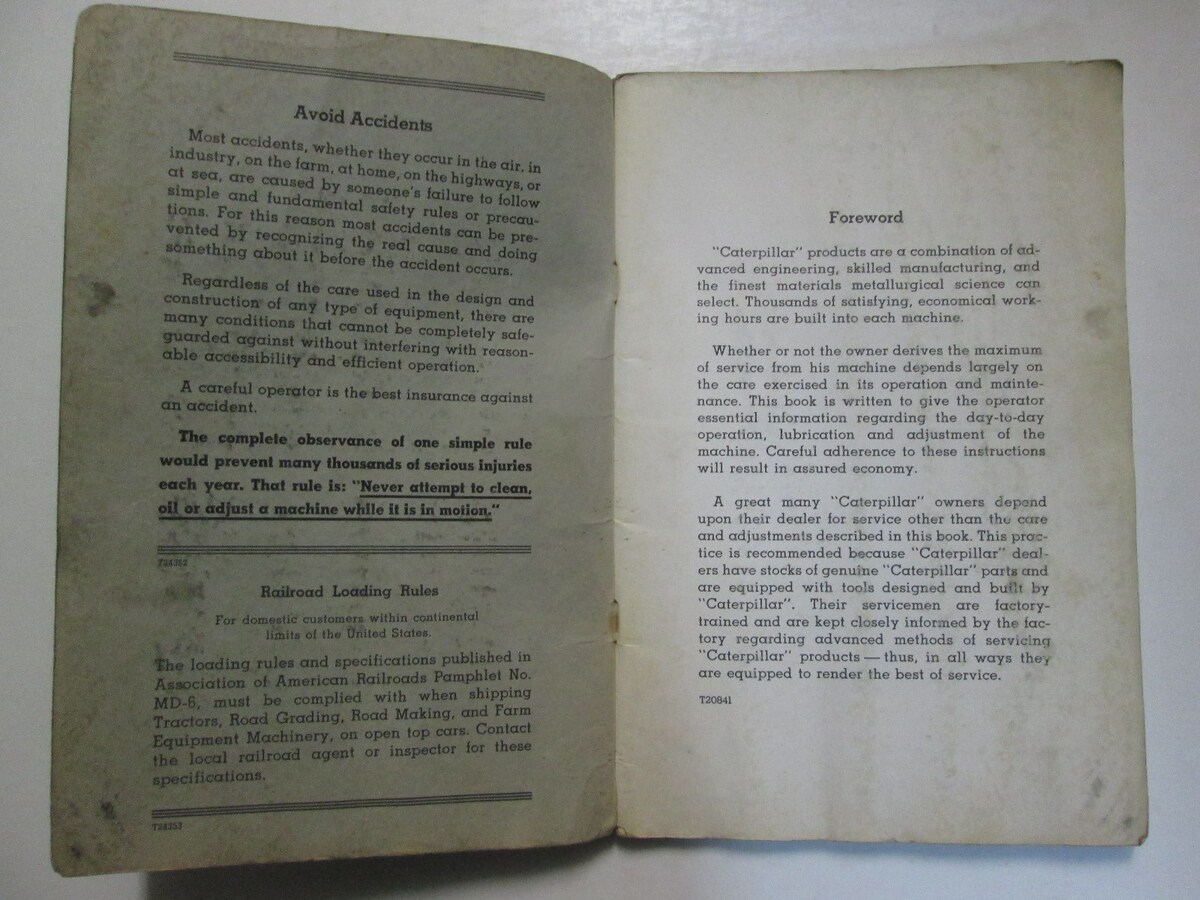 Avoid Accidents
Most accidents, whether they occur in the air, in
industry, on the farm, at home, on the highways, or
at sea, are caused by someone's failure to follow
simple and fundamental safety rules or precau-
tions. For this reason most accidents can be pre-
vented by recognizing the real cause and doing
something about it before the accident occurs.
Regardless of the care used in the design and
construction of any type of equipment, there are
many conditions that cannot be completely safe-
guarded against without interfering with reason-
able accessibility and efficient operation.
A careful operator is the best insurance against
an accident.
The complete observance of one simple rule
would prevent many thousands of serious injuries
each year. That rule is: "Never attempt to clean,
oil or adjust a machine while it is in motion."
T24352
Railroad Loading Rules
For domestic customers within continental
limits of the United States.
The loading rules and specifications published in
Association of American Railroads Pamphlet No.
MD-6, must be complied with when shipping
Tractors, Road Grading, Road Making, and Farm
Equipment Machinery, on open top cars. Contact
the local railroad agent or inspector for these
specifications.
T24357
Foreword
"Caterpillar" products are a combination of ad-
vanced engineering, skilled manufacturing, and
the finest materials metallurgical science can
select. Thousands of satisfying, economical work-
ing hours are built into each machine.
Whether or not the owner derives the maximum
of service from his machine depends largely on
the care exercised in its operation and mainte-
nance. This book is written to give the operator
essential information regarding the day-to-day
operation, lubrication and adjustment of the
machine. Careful adherence to these instructions
will result in assured economy.
A great many "Caterpillar" owners depend
upon their dealer for service other than the care
and adjustments described in this book. This prac-
tice is recommended because "Caterpillar" deal-
ers have stocks of genuine "Caterpillar" parts and
are equipped with tools designed and built by
"Caterpillar". Their servicemen are factory-
trained and are kept closely informed by the fac-
tory regarding advanced methods of servicing
"Caterpillar" products — thus, in all ways they
are equipped to render the best of service.
T20841